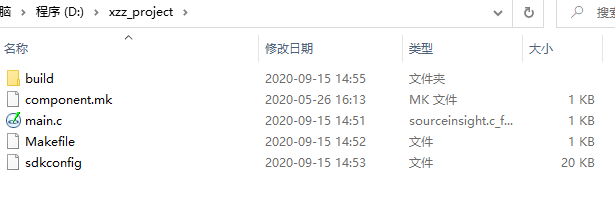 脑 > 程序 (D:) > xzz_project > 搜索
名称 修改日期 类型 大小
build 2020-09-15 14:55 文件夹
component.mk 2020-05-26 16:13 MK 文件 1 KB
main.c 2020-09-15 14:51 sourceinsight.c_f... 1 KB
Makefile 2020-09-15 14:52 文件 1 KB
sdkconfig 2020-09-15 14:53 文件 20 KB